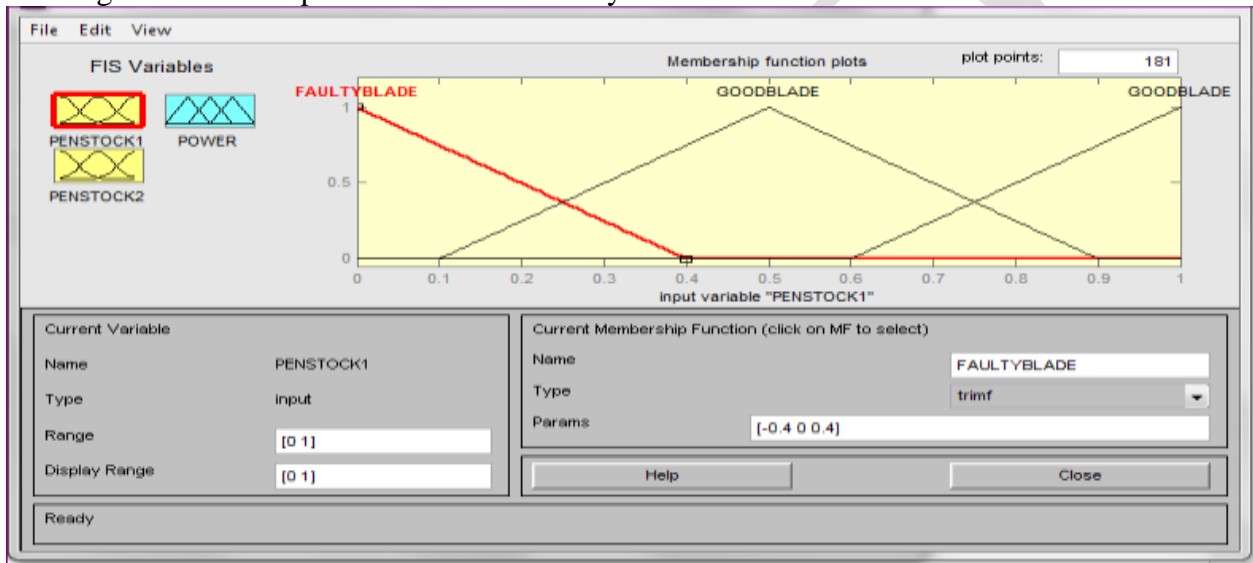 File Edit View
FIS Variables
Membership function plots
plot points: 181
FAULTYBLADE GOODBLADE GOODBLADE
PENSTOCK1 POWER
PENSTOCK2
1
0.5
0
0 0.1 0.2 0.3 0.4 0.5 0.6 0.7 0.8 0.9 1
input variable "PENSTOCK1"
Current Variable
Name PENSTOCK1
Type input
Range [0 1]
Display Range [0 1]
Current Membership Function (click on MF to select)
Name FAULTYBLADE
Type trimf
Params [-0.4 0 0.4]
Help Close
Ready